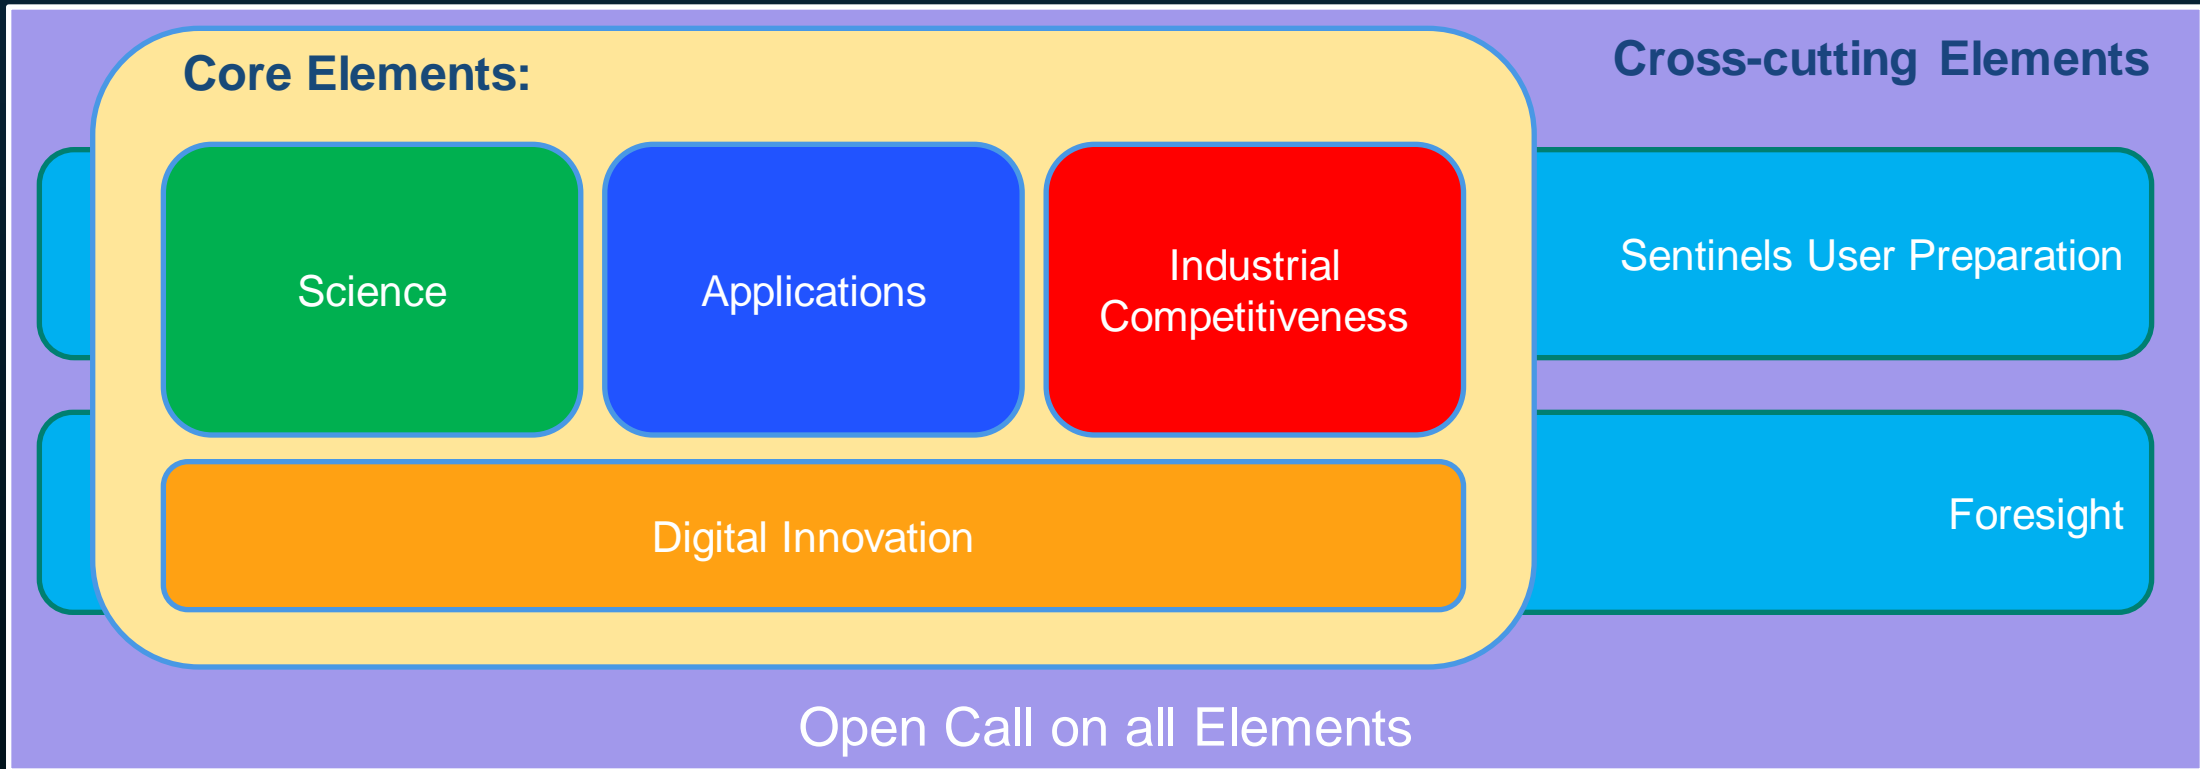 Core Elements:
Cross-cutting Elements
Science
Applications
Industrial
Competitiveness
Sentinels User Preparation
Digital Innovation
Foresight
Open Call on all Elements